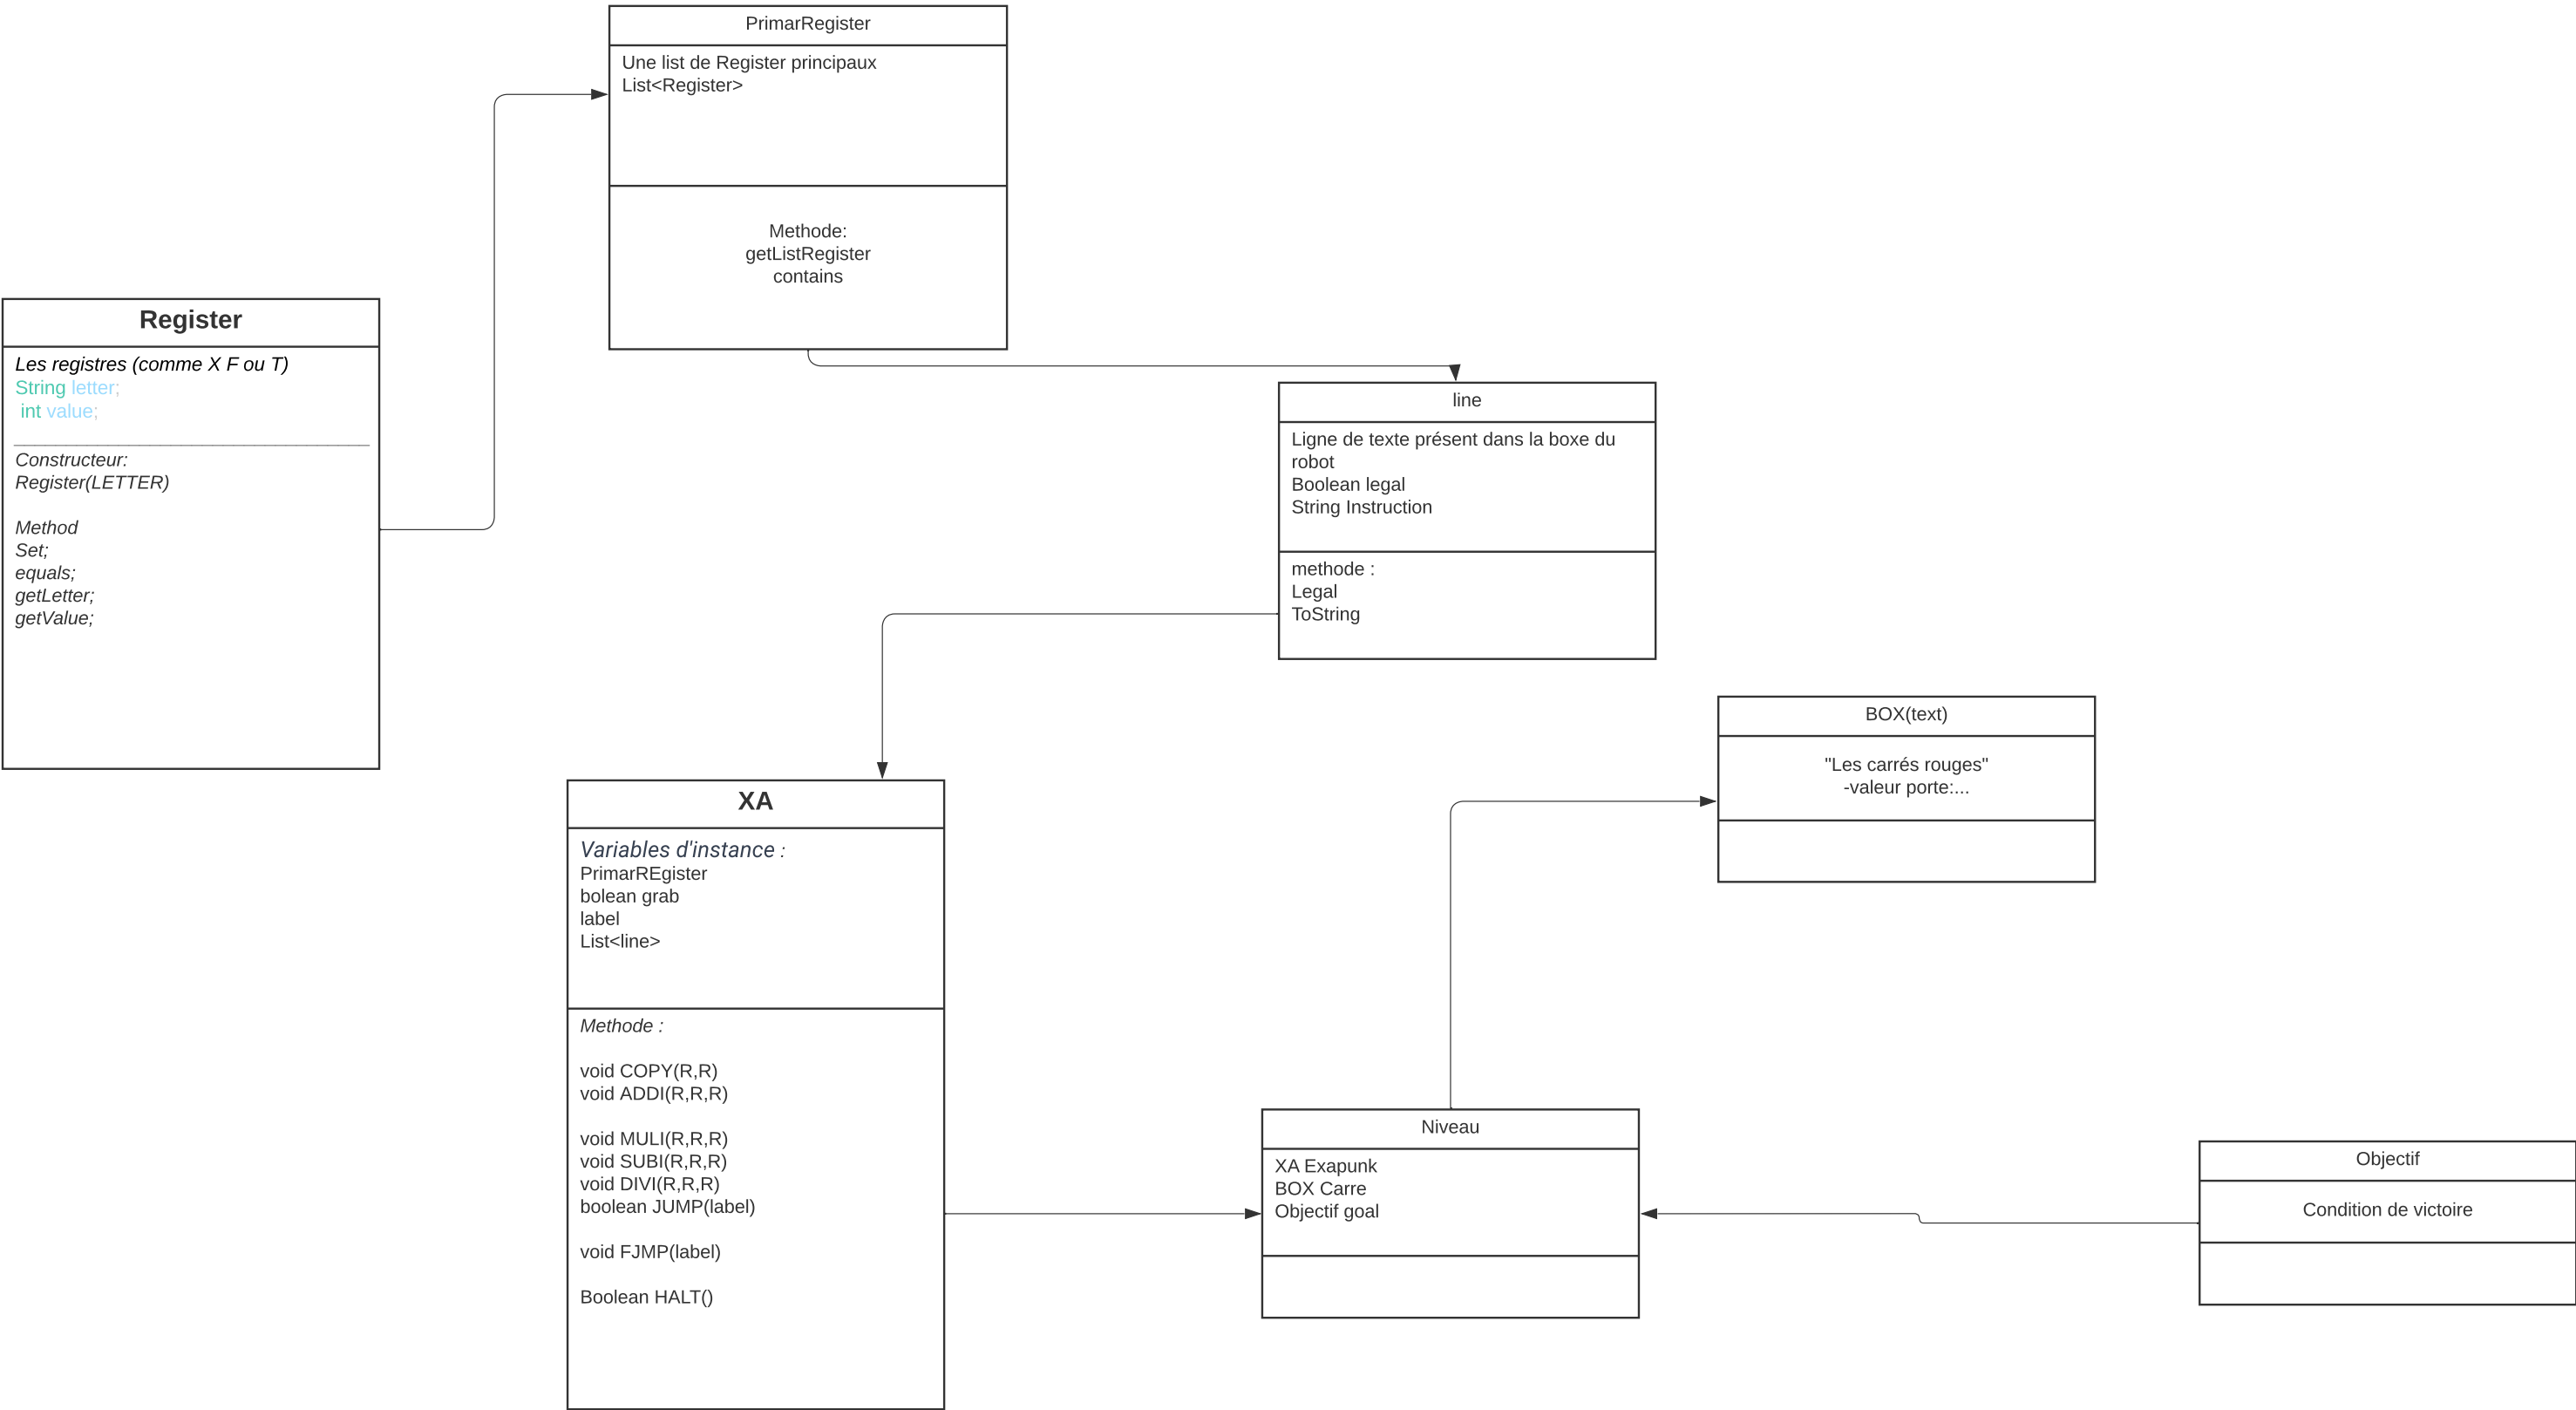 PrimarRegister
Une list de Register principaux
List<Register>
Methode:
getListRegister
contains
Register
Les registres (comme X F ou T)
String letter;
int value;
Constructeur:
Register(LETTER)
Method
Set;
equals;
getLetter;
getValue;
line
Ligne de texte présent dans la boxe du
robot
Boolean legal
String Instruction
methode :
Legal
ToString
BOX(text)
"Les carrés rouges"
-valeur porte:...
XA
Variables d'instance :
PrimarREgister
bolean grab
label
List<line>
Methode :
void COPY(R,R)
void ADDI(R,R,R)
void MULI(R,R,R)
void SUBI(R,R,R)
void DIVI(R,R,R)
boolean JUMP(label)
void FJMP(label)
Boolean HALT()
Niveau
XA Exapunk
BOX Carre
Objectif goal
Objectif
Condition de victoire